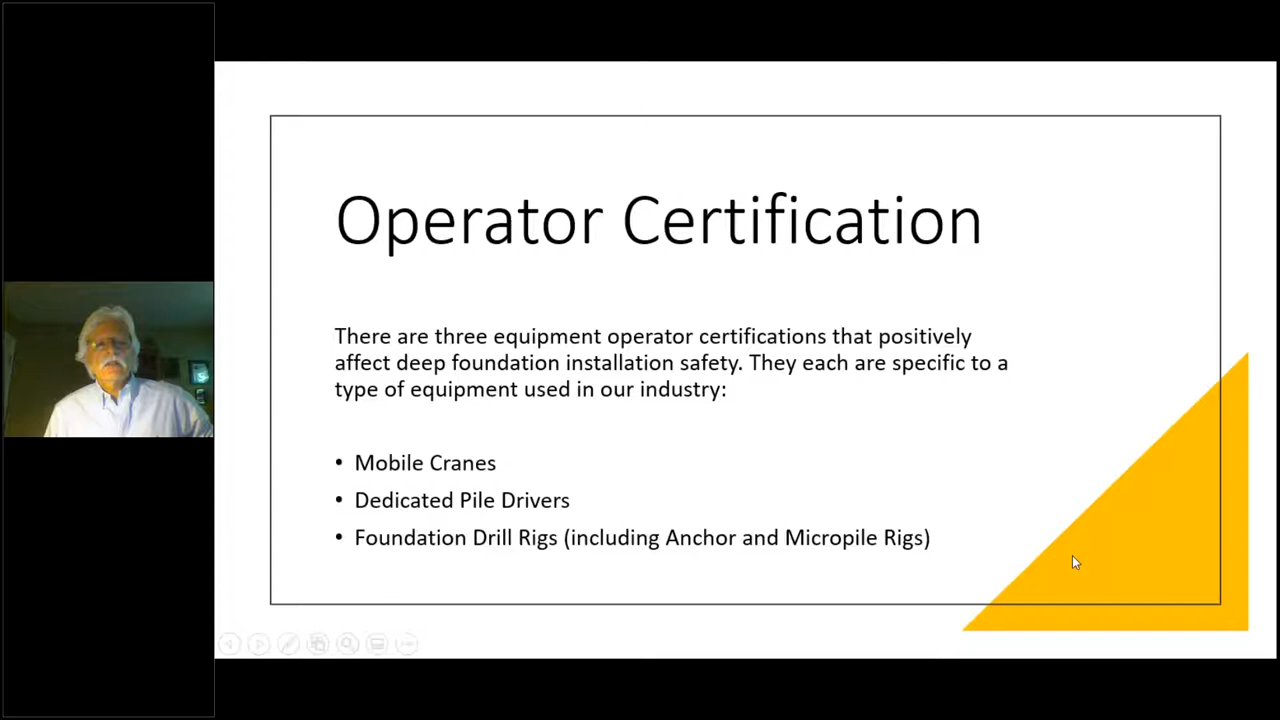 Operator Certification
There are three equipment operator certifications that positively
affect deep foundation installation safety. They each are specific to a
type of equipment used in our industry:
• Mobile Cranes
• Dedicated Pile Drivers
• Foundation Drill Rigs (including Anchor and Micropile Rigs)